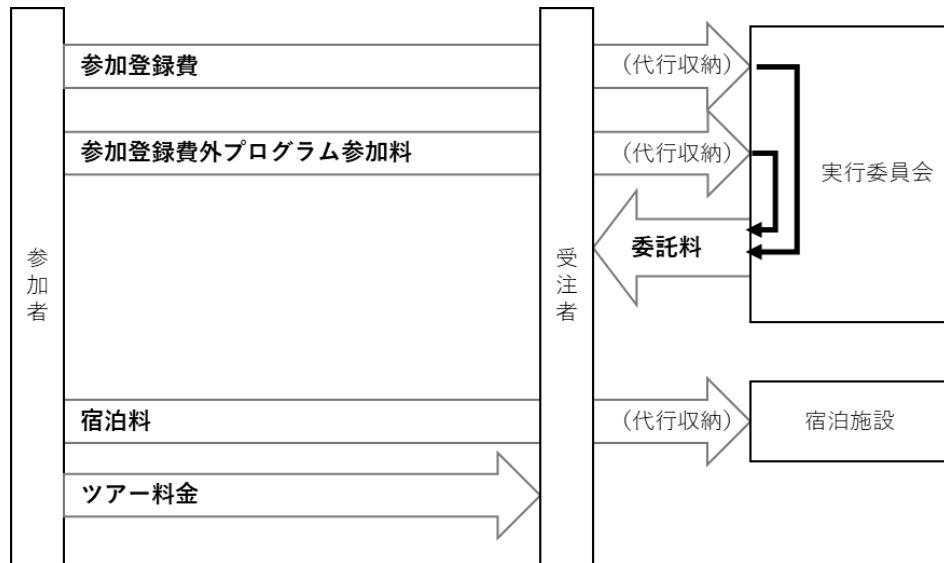 参加登録費
（代行収納）
参加登録費外プログラム参加料
（代行収納）
実行委員会
委託料
参加者
受注者
宿泊料
（代行収納）
宿泊施設
ツアー料金